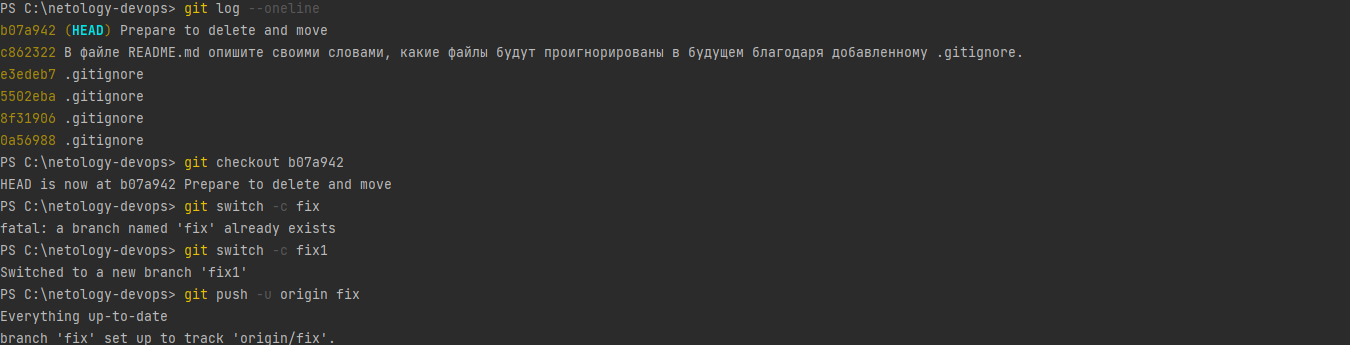 PS C:\netology-devops> git log --oneline
b07a942 (HEAD) Prepare to delete and move
c862322 В файле README.md опишите своими словами, какие файлы будут проигнорированы в будущем благодаря добавленному .gitignore.
e3edeb7 .gitignore
5502eba .gitignore
8f31906 .gitignore
0a56988 .gitignore
PS C:\netology-devops> git checkout b07a942
HEAD is now at b07a942 Prepare to delete and move
PS C:\netology-devops> git switch -c fix
fatal: a branch named 'fix' already exists
PS C:\netology-devops> git switch -c fix1
Switched to a new branch 'fix1'
PS C:\netology-devops> git push -u origin fix
Everything up-to-date
branch 'fix' set up to track 'origin/fix'.